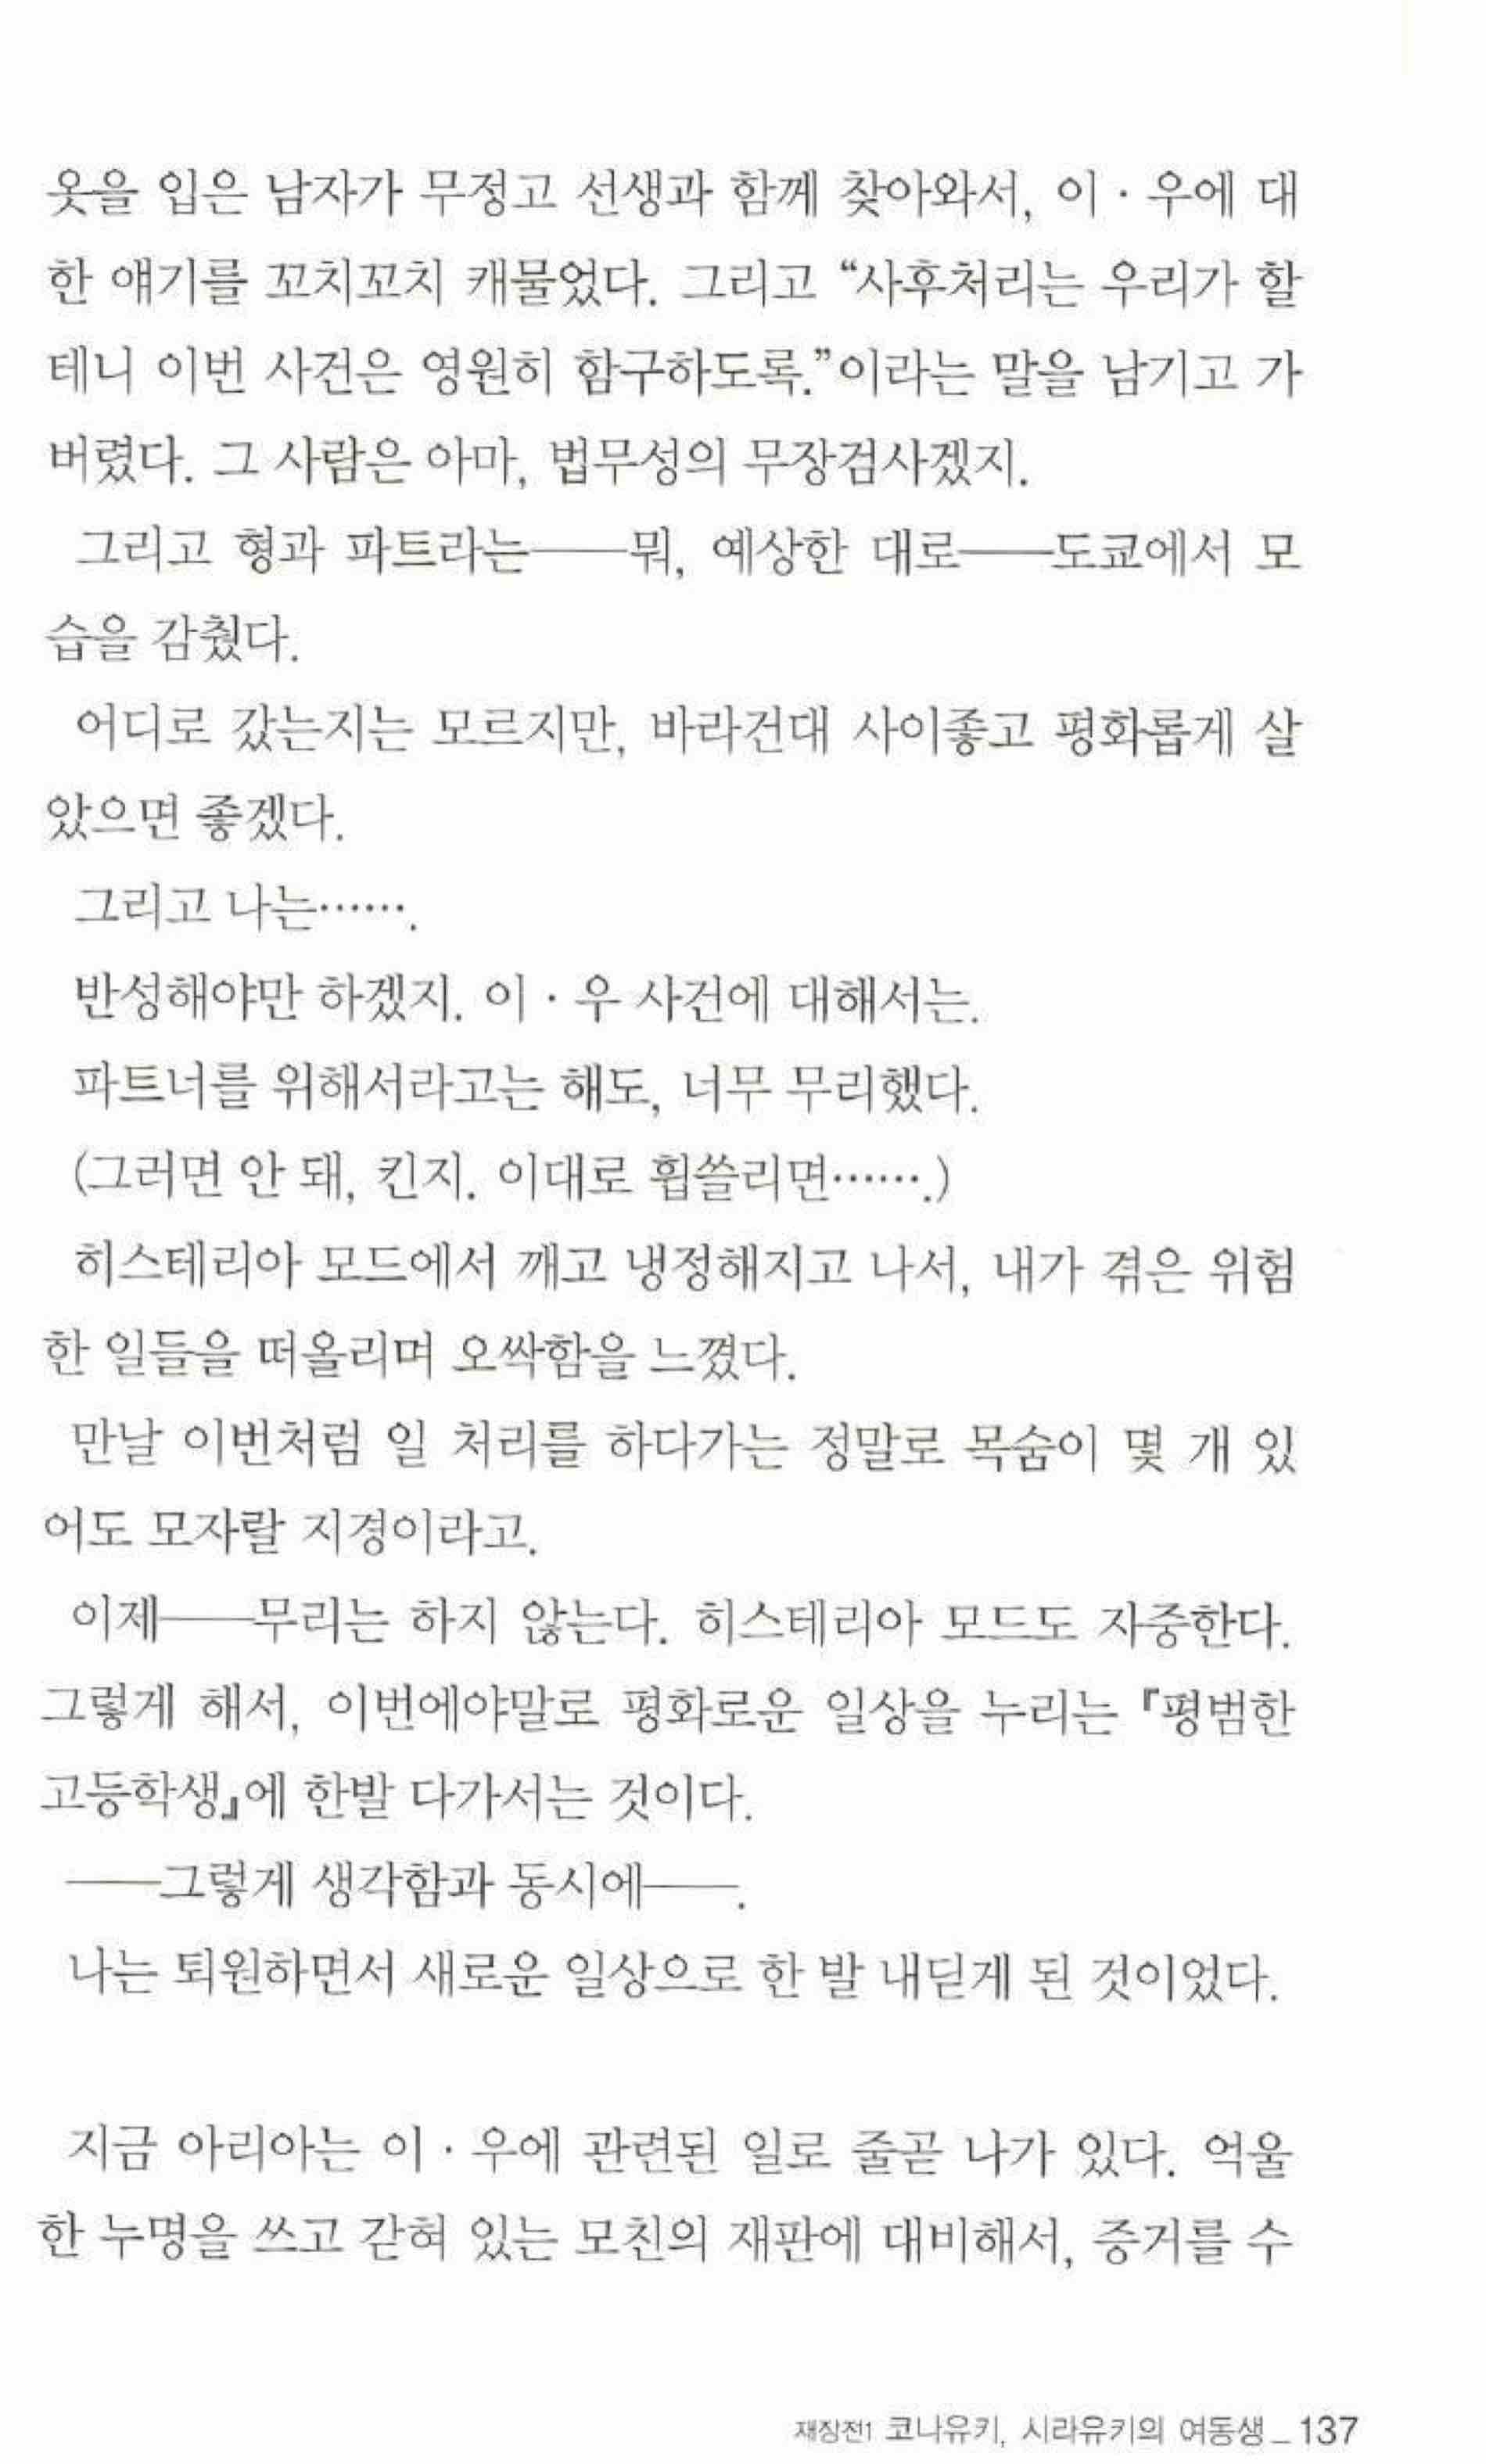 옷을 입은 남자가 무정고 선생과 함께 찾아와서, 이 · 우에 대
한 얘기를 꼬치꼬치 캐물었다. 그리고 “사후처리는 우리가 할
테니 이번 사건은 영원히 함구하도록.”이라는 말을 남기고 가
버렸다. 그 사람은 아마, 법무성의 무장검사겠지.
그리고 형과 파트라는──뭐, 예상한 대로──도쿄에서 모
습을 감췄다.
어디로 갔는지는 모르지만, 바라건대 사이좋고 평화롭게 살
았으면 좋겠다.
그리고 나는…….
반성해야만 하겠지. 이 · 우 사건에 대해서는.
파트너를 위해서라고는 해도, 너무 무리했다.
(그러면 안 돼, 킨지. 이대로 휩쓸리면…….)
히스테리아 모드에서 깨고 냉정해지고 나서, 내가 겪은 위험
한 일들을 떠올리며 오싹함을 느꼈다.
만날 이번처럼 일 처리를 하다가는 정말로 목숨이 몇 개 있
어도 모자랄 지경이라고.
이제──무리는 하지 않는다. 히스테리아 모드도 자중한다.
그렇게 해서, 이번에야말로 평화로운 일상을 누리는 『평범한
고등학생』에 한발 다가서는 것이다.
──그렇게 생각함과 동시에──.
나는 퇴원하면서 새로운 일상으로 한 발 내딛게 된 것이었다.
지금 아리아는 이 · 우에 관련된 일로 줄곧 나가 있다. 억울
한 누명을 쓰고 갇혀 있는 모친의 재판에 대비해서, 증거를 수
재장전1 코나유키, 시라유키의 여동생_137